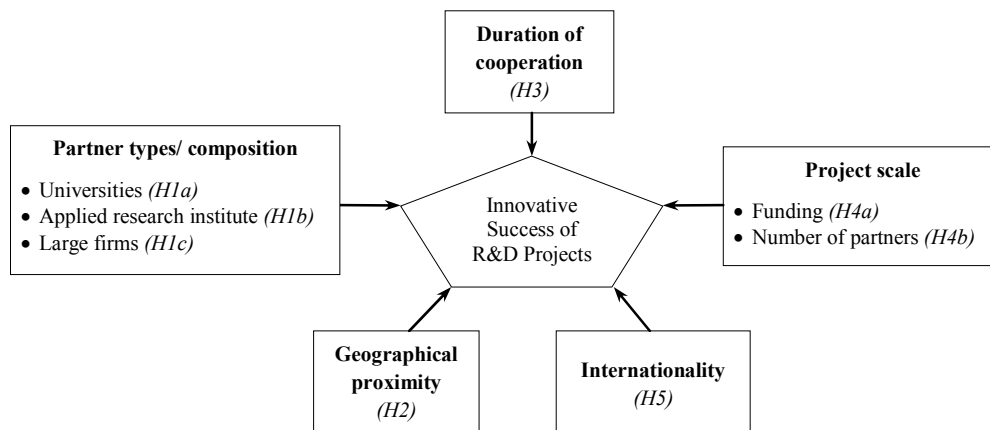 Duration of
cooperation
(H3)
Partner types/ composition
• Universities (H1a)
• Applied research institute (H1b)
• Large firms (H1c)
Innovative
Success of
R&D Projects
Project scale
• Funding (H4a)
• Number of partners (H4b)
Geographical
proximity
(H2)
Internationality
(H5)